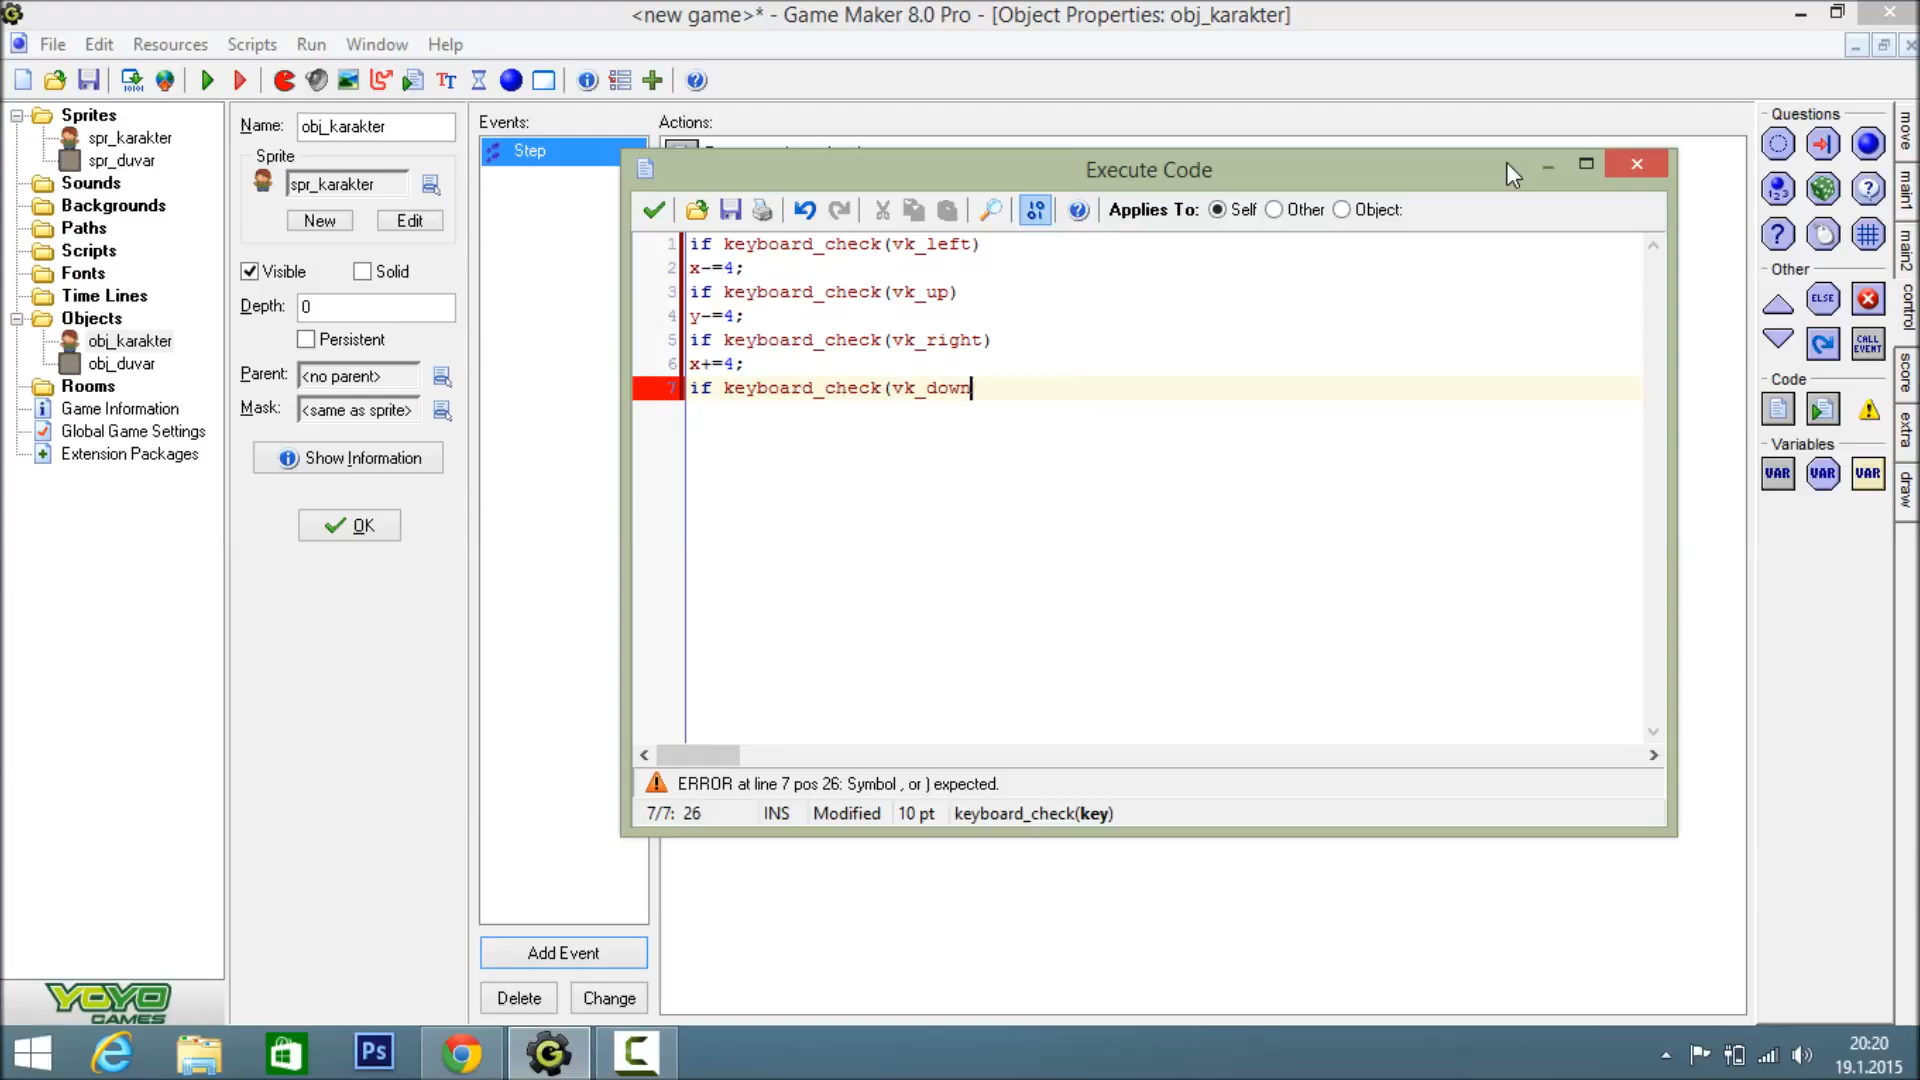 <new game>* - Game Maker 8.0 Pro - [Object Properties: obj_karakter]
File Edit Resources Scripts Run Window Help
Sprites
spr_karakter
spr_duvar
Sounds
Backgrounds
Paths
Scripts
Fonts
Time Lines
Objects
obj_karakter
obj_duvar
Rooms
Game Information
Global Game Settings
Extension Packages
YOYO
GAMES
Name: obj_karakter
Sprite
spr_karakter
New Edit
Visible Solid
Depth: 0
Persistent
Parent: <no parent>
Mask: <same as sprite>
Show Information
OK
Events:
Step
Add Event
Delete Change
Actions:
Execute Code
Applies To: Self Other Object:
1 if keyboard_check(vk_left)
2 x-=4;
3 if keyboard_check(vk_up)
4 y-=4;
5 if keyboard_check(vk_right)
6 x+=4;
7 if keyboard_check(vk_down
ERROR at line 7 pos 26: Symbol , or ) expected.
7/7: 26 INS Modified 10 pt keyboard_check(key)
Questions
Other
ELSE
CALL EVENT
Code
Variables
VAR VAR VAR
move
main1
main2
control
score
extra
draw
Ps
20:20
19.1.2015